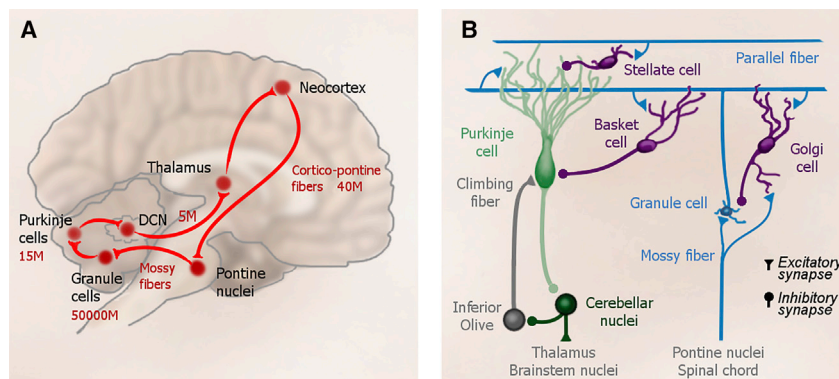 A
Neocortex
Thalamus
Cortico-pontine
fibers 40M
Purkinje
cells
15M
DCN
5M
Mossy
fibers
Granule
cells
50000M
Pontine
nuclei
B
Parallel fiber
Stellate cell
Purkinje
cell
Basket
cell
Golgi
cell
Climbing
fiber
Granule cell
Mossy fiber
Excitatory
synapse
Inhibitory
synapse
Inferior
Olive
Cerebellar
nuclei
Thalamus
Brainstem nuclei
Pontine nuclei
Spinal chord